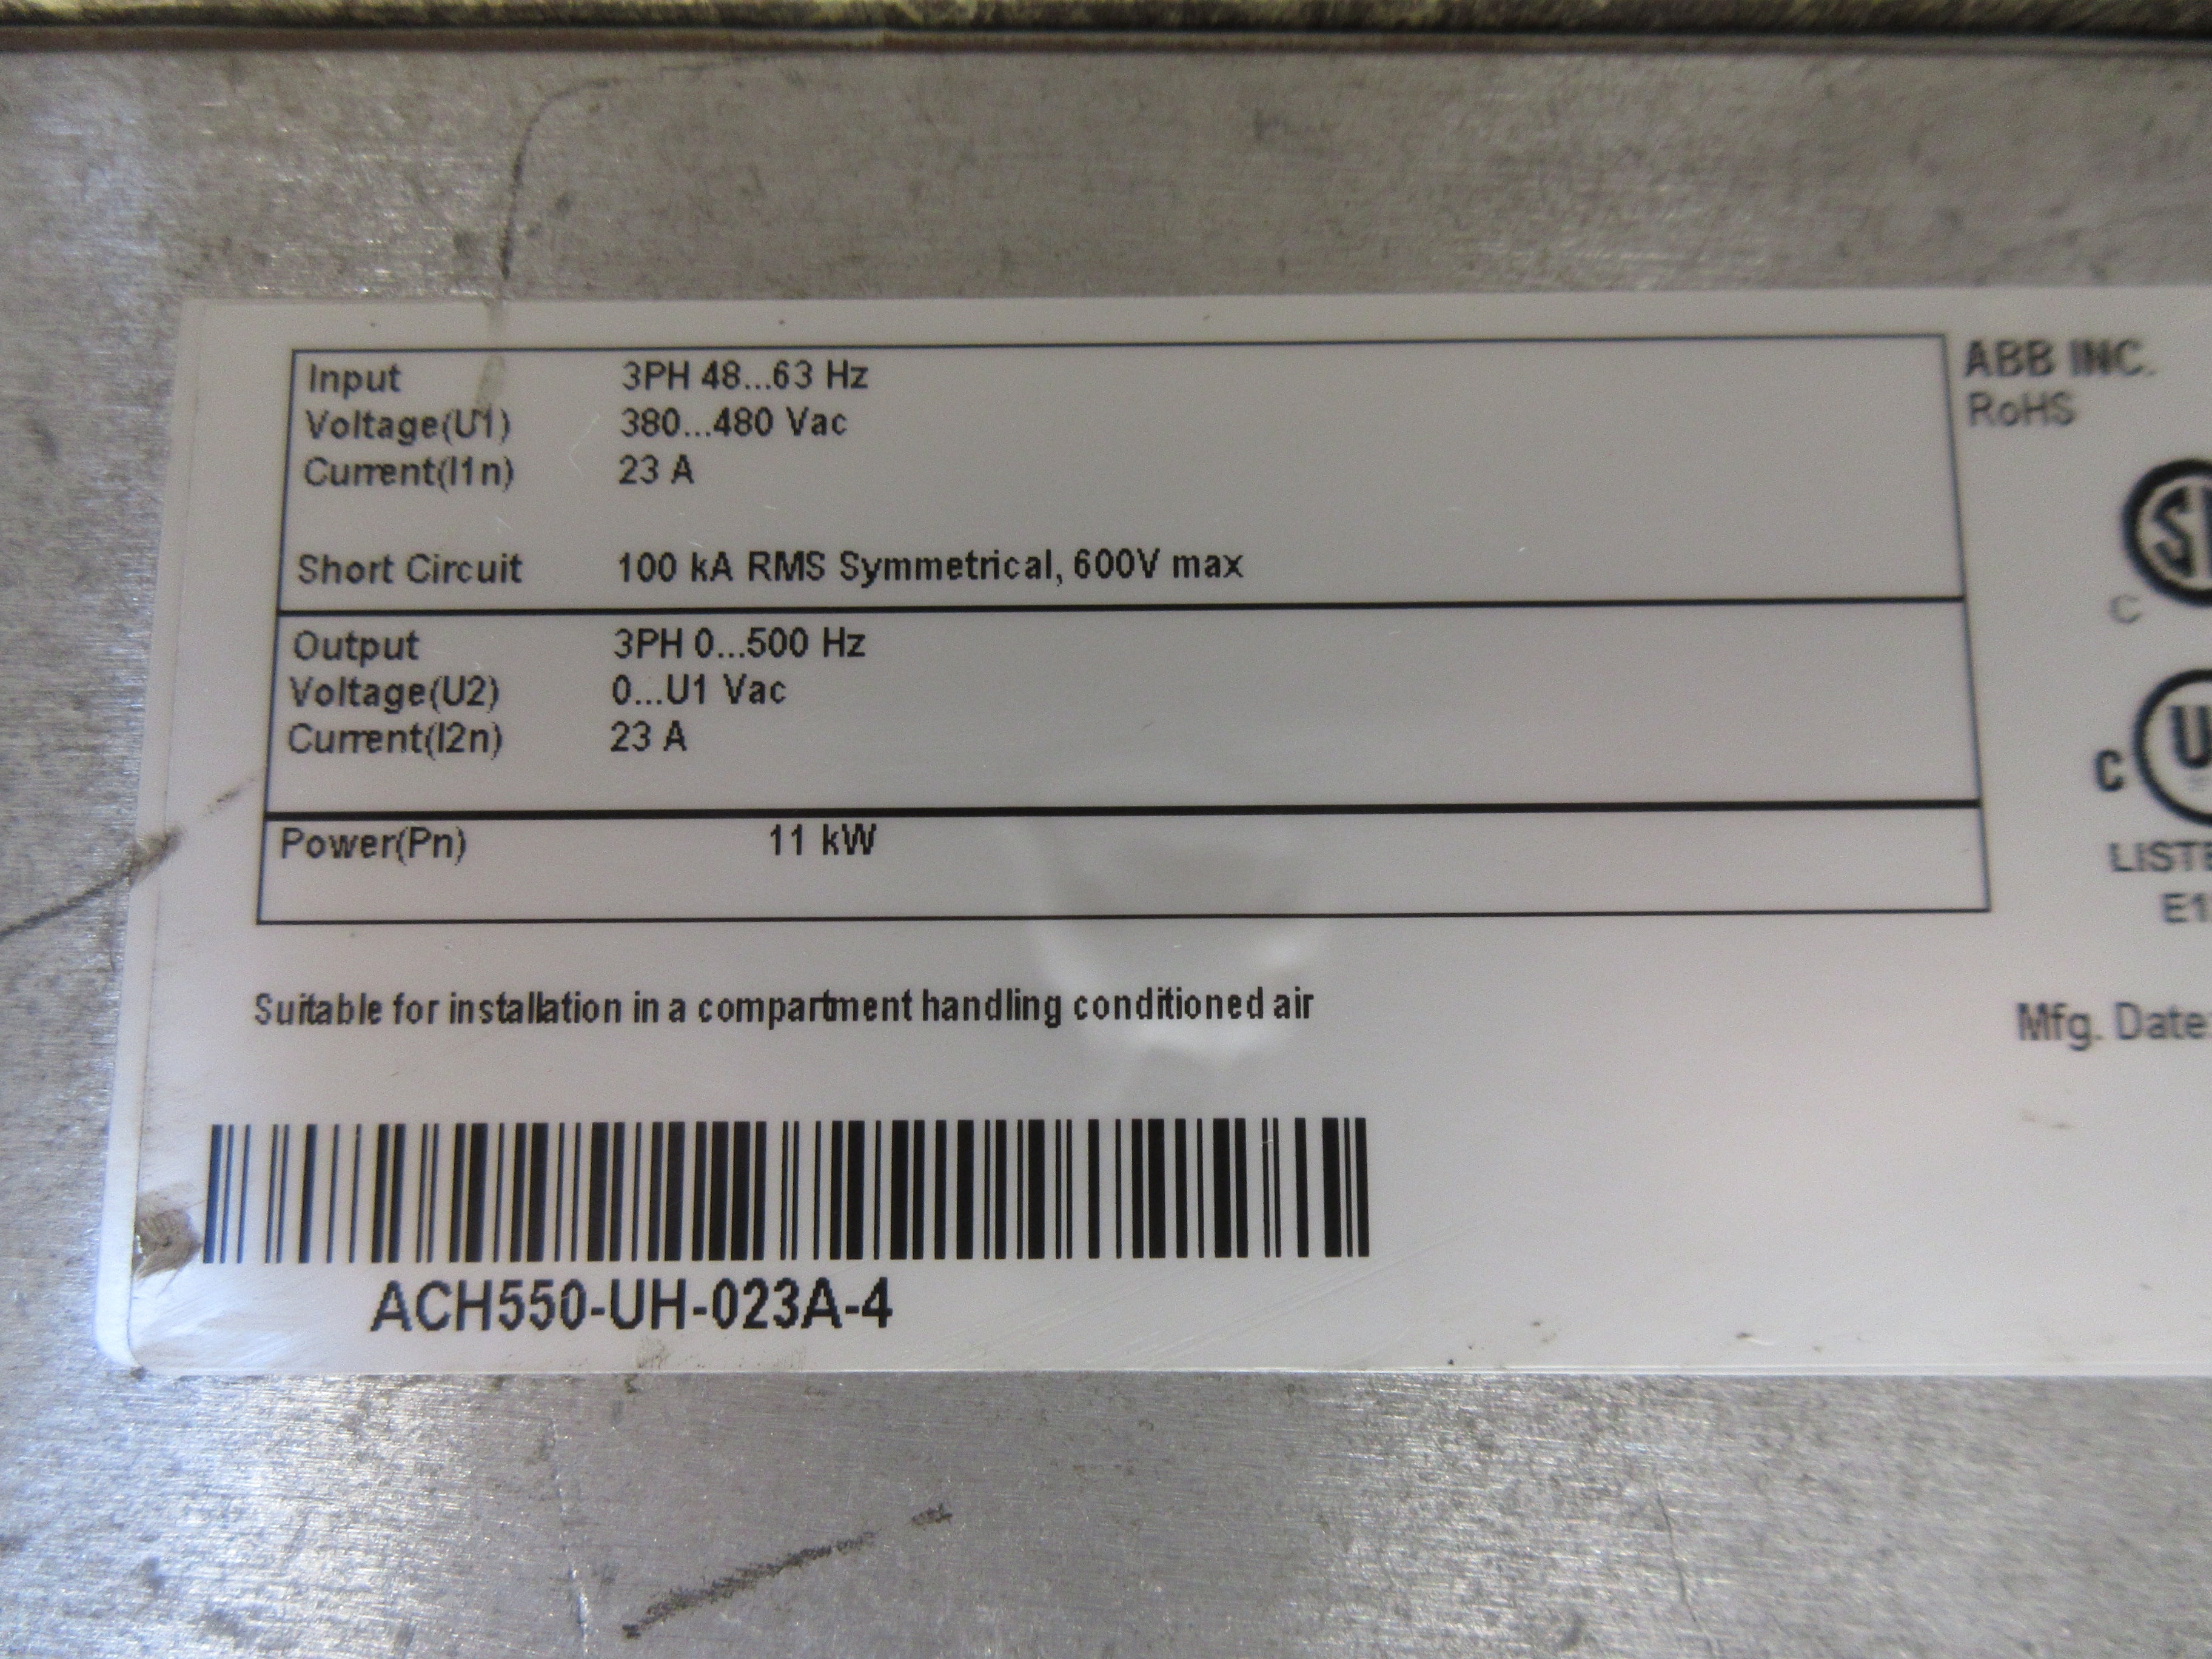 Input 3PH 48...63 Hz
Voltage(U1) 380...480 Vac
Current(I1n) 23 A
Short Circuit 100 kA RMS Symmetrical, 600V max
Output 3PH 0...500 Hz
Voltage(U2) 0...U1 Vac
Current(I2n) 23 A
Power(Pn) 11 kW
Suitable for installation in a compartment handling conditioned air
ACH550-UH-023A-4
ABB INC.
RoHS
C
C
Mfg. Date: